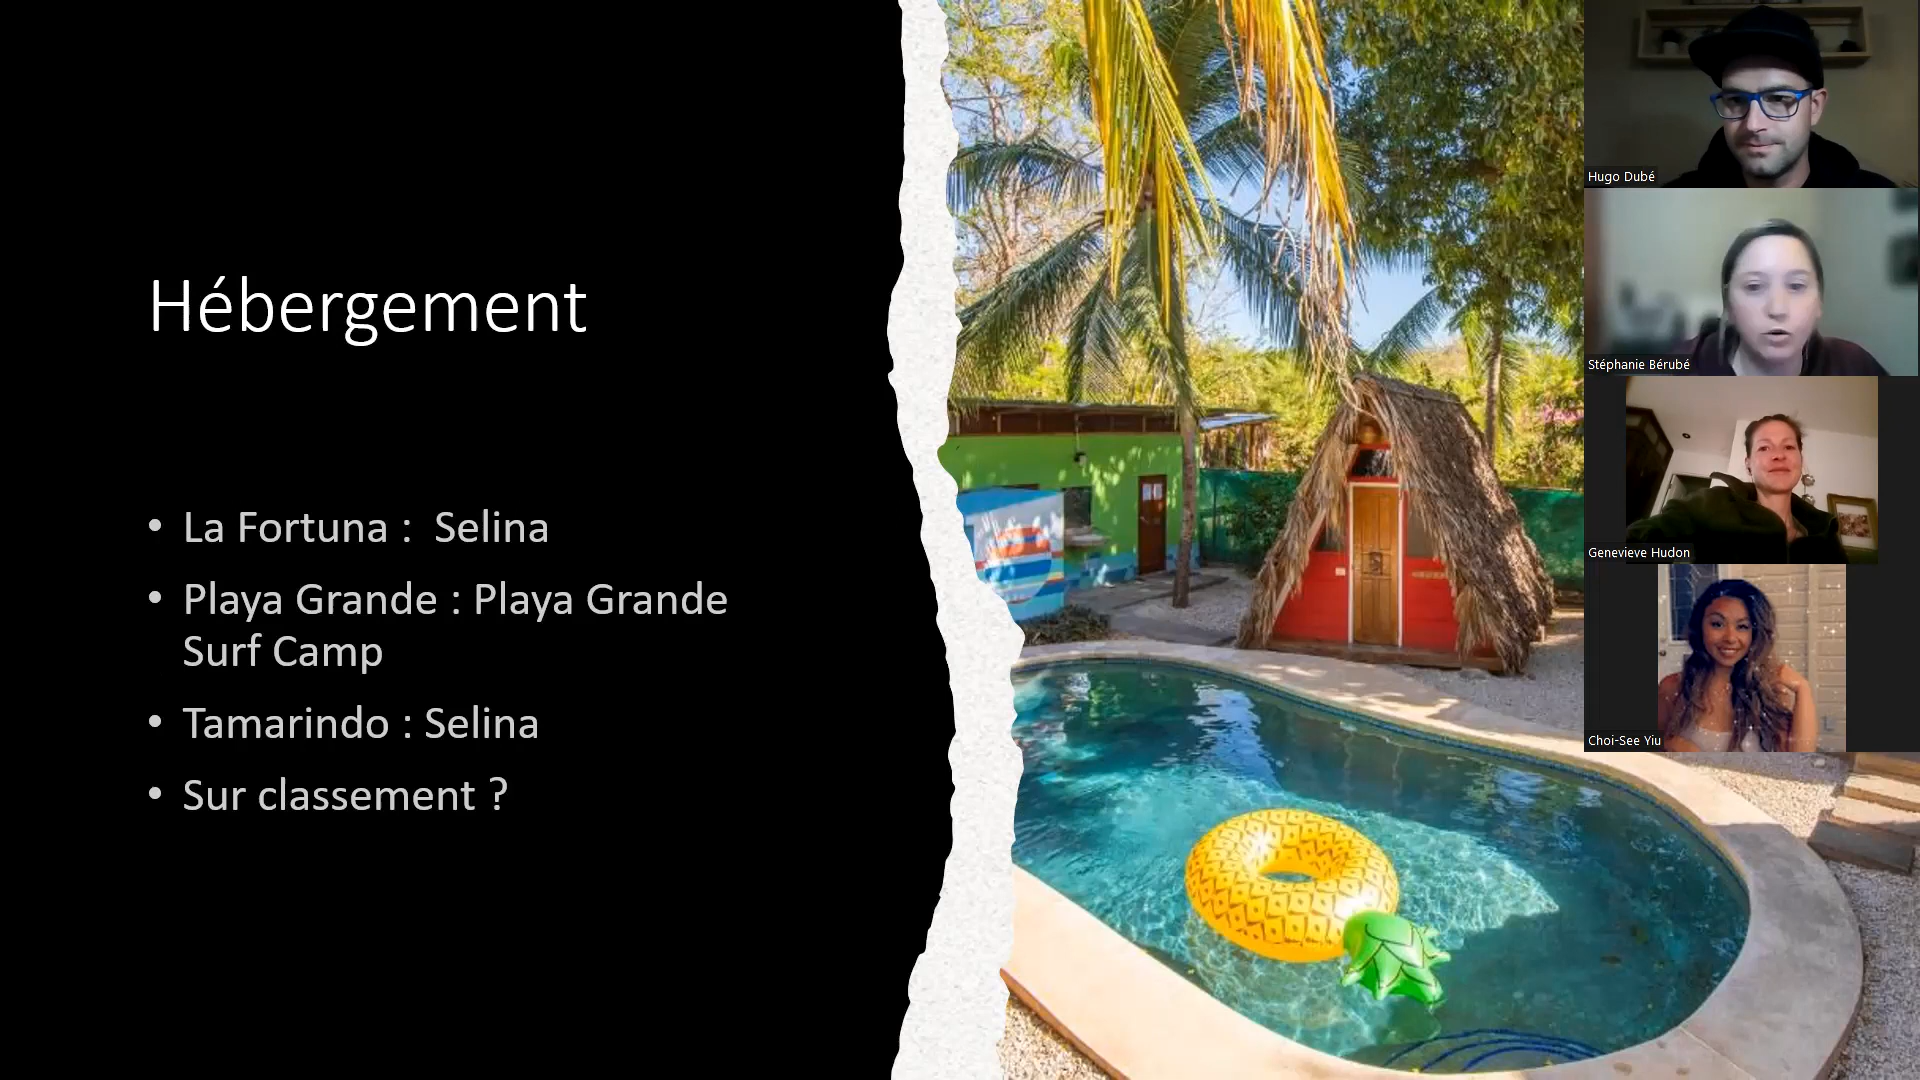 Hébergement
• La Fortuna :  Selina
• Playa Grande : Playa Grande
Surf Camp
• Tamarindo : Selina
• Sur classement ?
Hugo Dubé
Stéphanie Bérubé
Genevieve Hudon
Choi-See Yiu